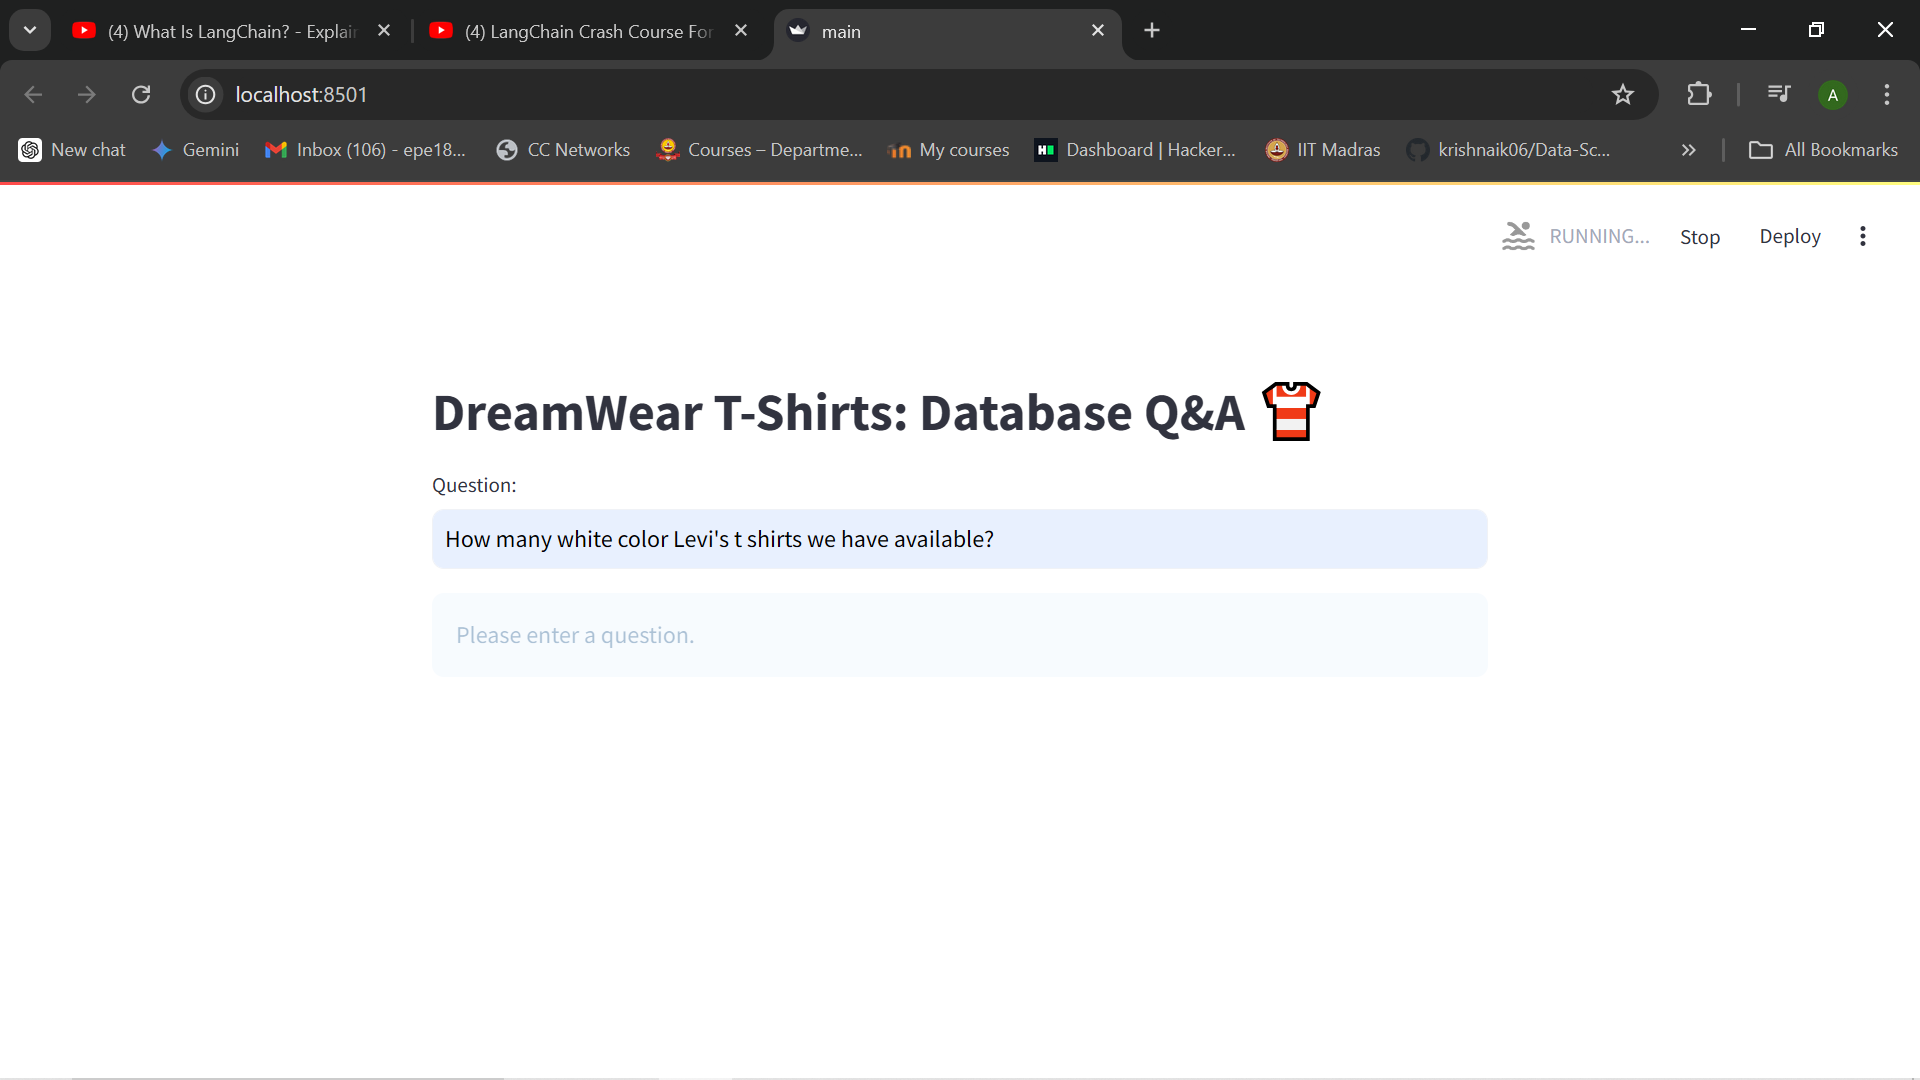 (4) What Is LangChain? - Explain
(4) LangChain Crash Course For
main
localhost:8501
A
New chat
Gemini
Inbox (106) - epe18...
CC Networks
Courses – Departme...
My courses
Dashboard | Hacker...
IIT Madras
krishnaik06/Data-Sc...
All Bookmarks
RUNNING...
Stop
Deploy
DreamWear T-Shirts: Database Q&A
Question:
How many white color Levi's t shirts we have available?
Please enter a question.